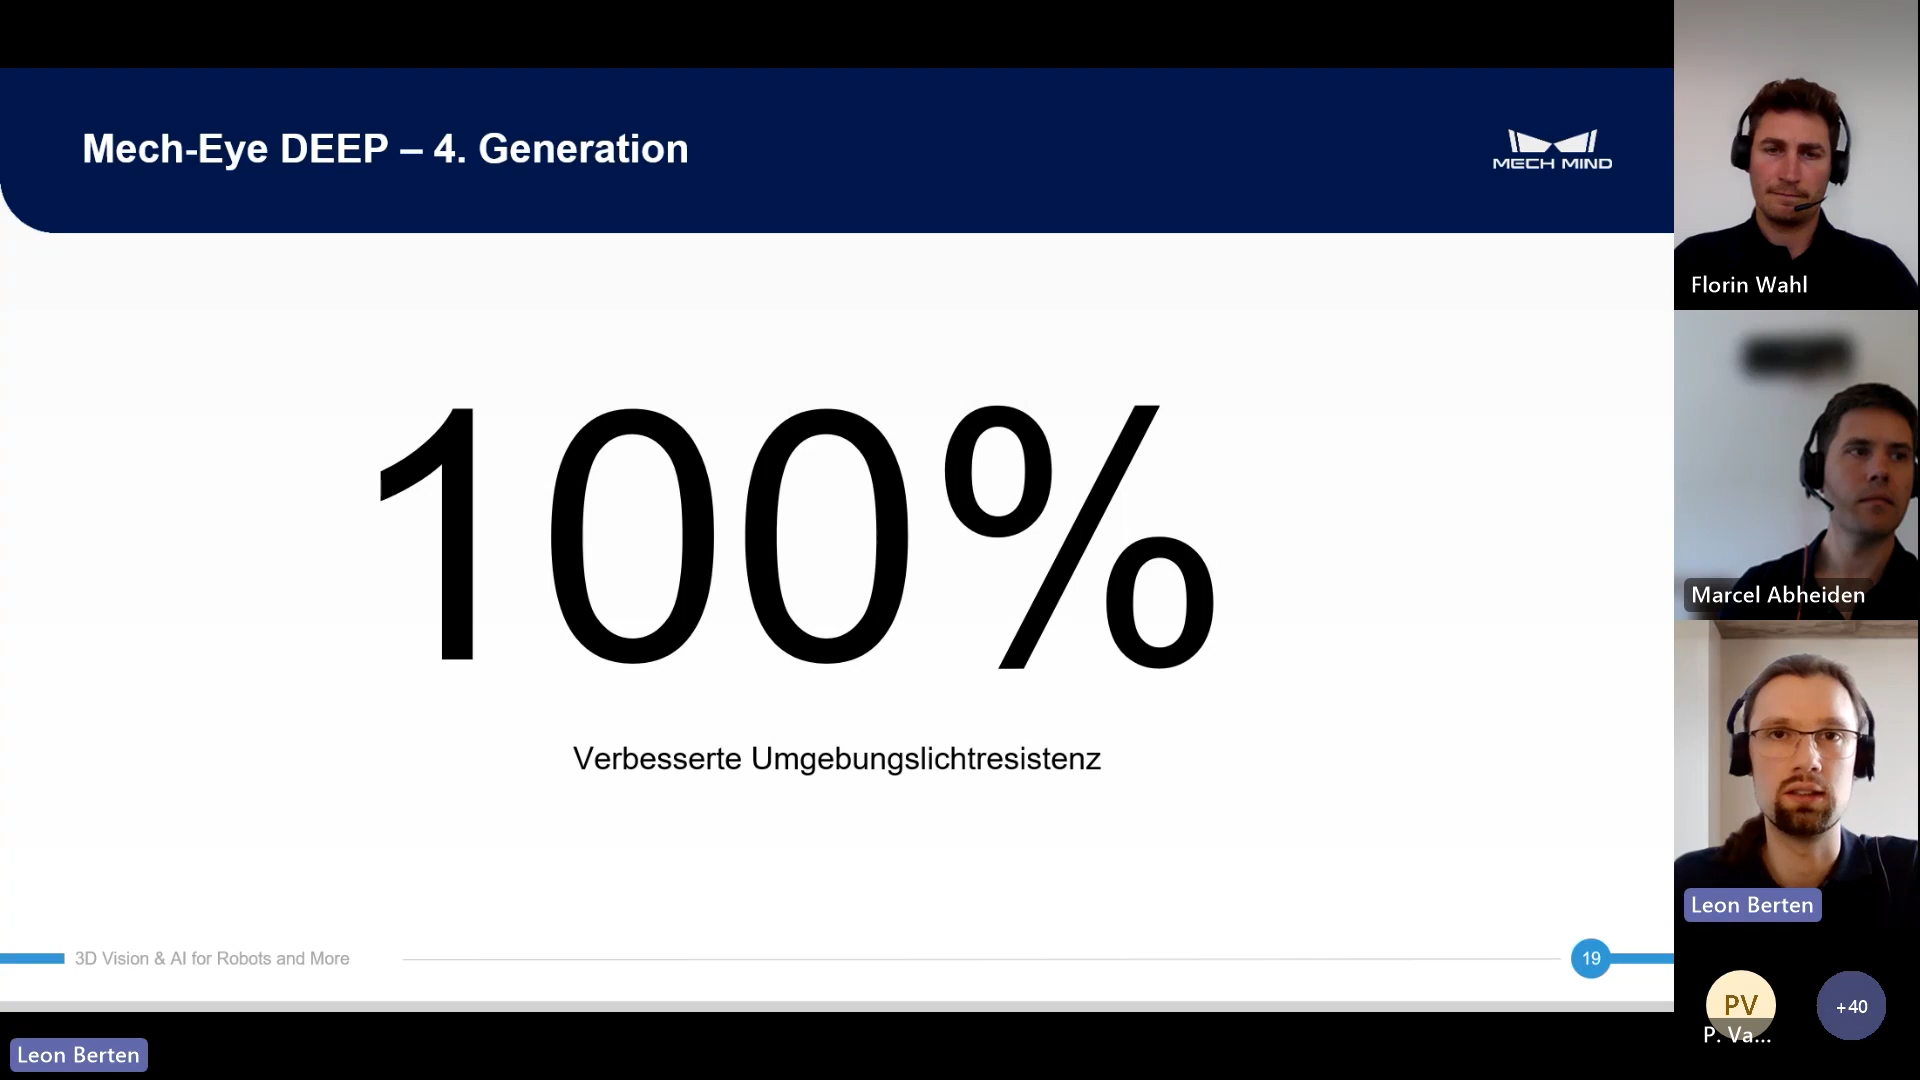 Mech-Eye DEEP – 4. Generation
MECH MIND
100%
Verbesserte Umgebungslichtresistenz
3D Vision & AI for Robots and More
19
Florin Wahl
Marcel Abheiden
Leon Berten
PV
P. Va...
+40
Leon Berten